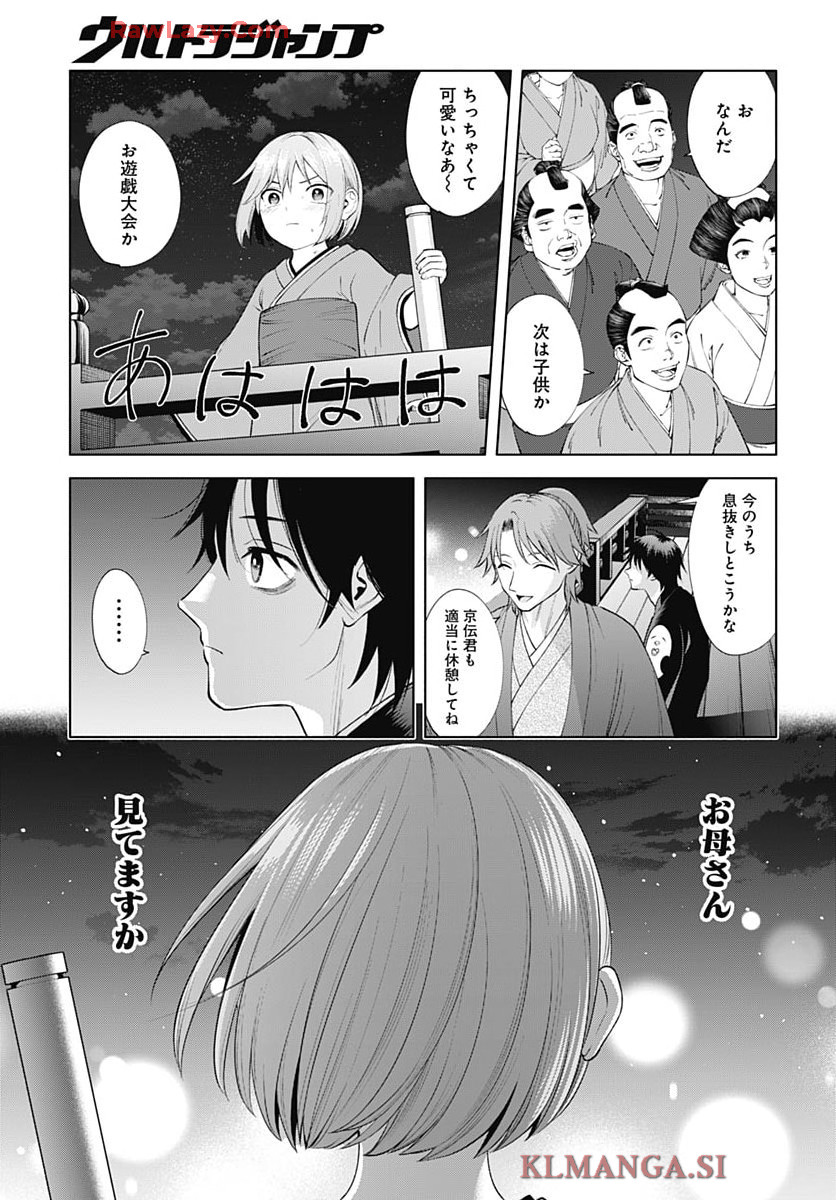 ウルトラジャンプ
RawLazy.Com
お
なんだ
次は子供か
ちっちゃくて
可愛いなあ～
お遊戯大会か
あははは
今のうち
息抜きしとこうかな
京伝君も
適当に休憩してね
……
お母さん
見てますか
KLMANGA.SI